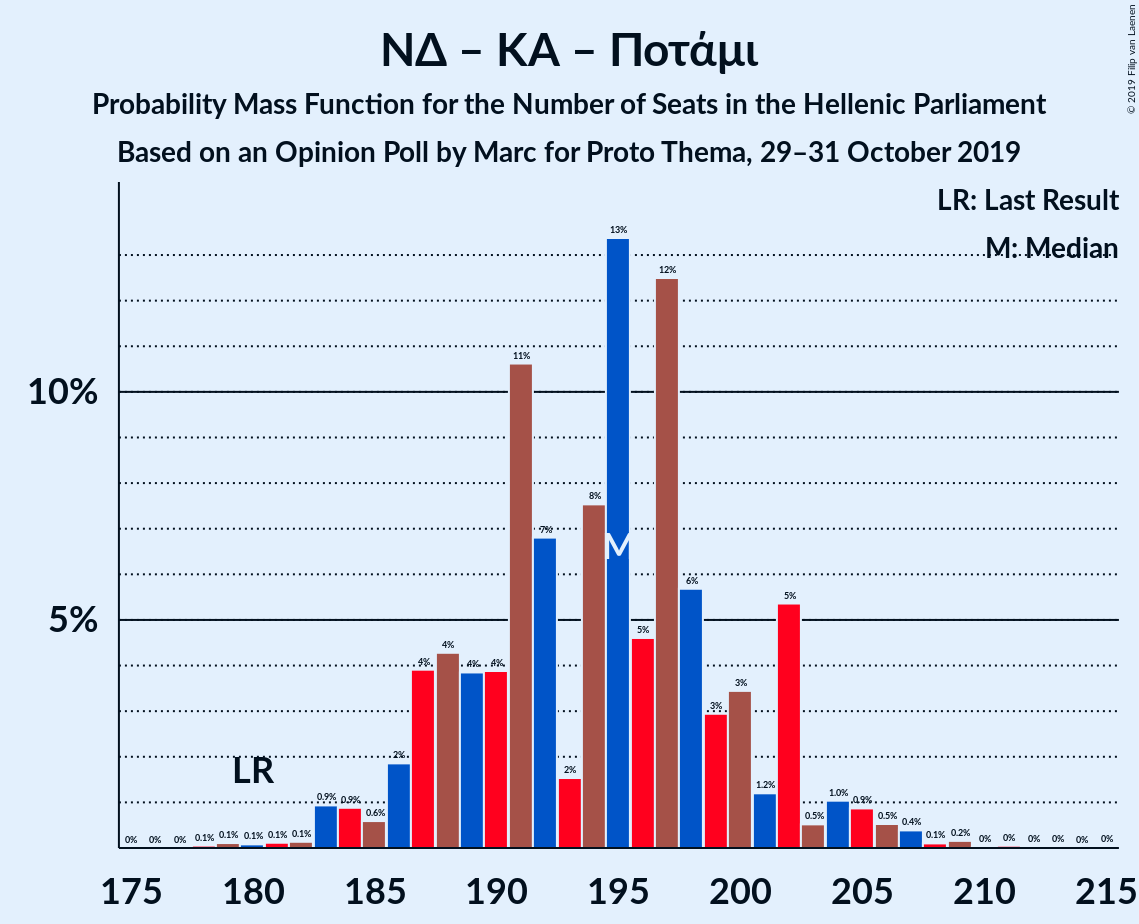 ΝΔ – ΚΑ – Ποτάμι
Probability Mass Function for the Number of Seats in the Hellenic Parliament
Based on an Opinion Poll by Marc for Proto Thema, 29–31 October 2019
© 2019 Filip van Laenen
LR: Last Result
M: Median
10%
5%
LR
M
0% 0% 0% 0.1% 0.1% 0.1% 0.1% 0.1% 0.9% 0.9% 0.6% 2% 4% 4% 4% 4% 11% 7% 2% 8% 13% 5% 12% 6% 3% 3% 1.2% 5% 0.5% 1.0% 0.9% 0.5% 0.4% 0.1% 0.2% 0% 0% 0% 0% 0% 0%
175 180 185 190 195 200 205 210 215